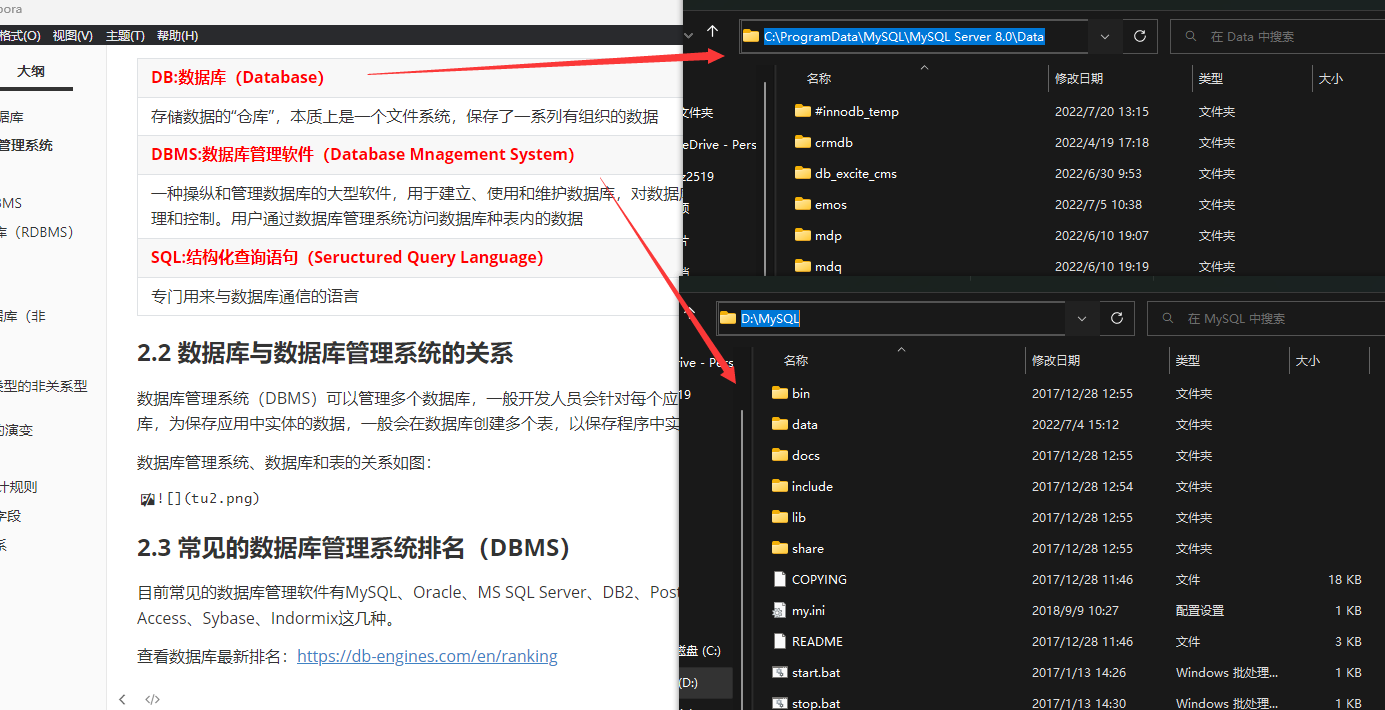 pora
格式(O) 视图(V) 主题(T) 帮助(H)
大纲
据库
管理系统
BMS
库（RDBMS）
据库（非
类型的非关系型
的演变
计规则
字段
系
DB:数据库（Database）
存储数据的“仓库”，本质上是一个文件系统，保存了一系列有组织的数据
DBMS:数据库管理软件（Database Mnagement System）
一种操纵和管理数据库的大型软件，用于建立、使用和维护数据库，对数据
理和控制。用户通过数据库管理系统访问数据库种表内的数据
SQL:结构化查询语句（Seructured Query Language）
专门用来与数据库通信的语言
2.2 数据库与数据库管理系统的关系
数据库管理系统（DBMS）可以管理多个数据库，一般开发人员会针对每个应
库，为保存应用中实体的数据，一般会在数据库创建多个表，以保存程序中实
数据库管理系统、数据库和表的关系如图：
![](tu2.png)
2.3 常见的数据库管理系统排名（DBMS）
目前常见的数据库管理软件有MySQL、Oracle、MS SQL Server、DB2、Post
Access、Sybase、Indormix这几种。
查看数据库最新排名：https://db-engines.com/en/ranking
C:\ProgramData\MySQL\MySQL Server 8.0\Data
在 Data 中搜索
名称 修改日期 类型 大小
文件夹
eDrive - Pers
z2519
#innodb_temp 2022/7/20 13:15 文件夹
crmdb 2022/4/19 17:18 文件夹
db_excite_cms 2022/6/30 9:53 文件夹
emos 2022/7/5 10:38 文件夹
mdp 2022/6/10 19:07 文件夹
mdq 2022/6/10 19:19 文件夹
D:\MySQL
在 MySQL 中搜索
名称 修改日期 类型 大小
rive - Pers
19
磁盘 (C:)
(D:)
bin 2017/12/28 12:55 文件夹
data 2022/7/4 15:12 文件夹
docs 2017/12/28 12:55 文件夹
include 2017/12/28 12:54 文件夹
lib 2017/12/28 12:55 文件夹
share 2017/12/28 12:55 文件夹
COPYING 2017/12/28 11:46 文件 18 KB
my.ini 2018/9/9 10:27 配置设置 1 KB
README 2017/12/28 11:46 文件 3 KB
start.bat 2017/1/13 14:26 Windows 批处理... 1 KB
stop.bat 2017/1/13 14:30 Windows 批处理... 1 KB